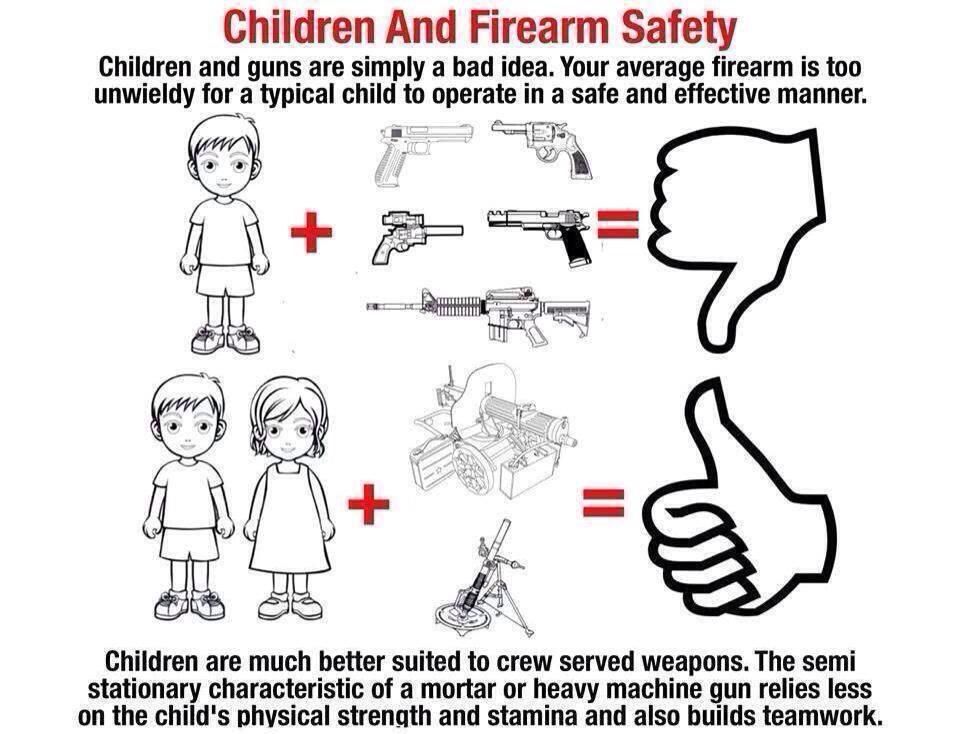 Children And Firearm Safety
Children and guns are simply a bad idea. Your average firearm is too
unwieldy for a typical child to operate in a safe and effective manner.
+
=
+
=
Children are much better suited to crew served weapons. The semi
stationary characteristic of a mortar or heavy machine gun relies less
on the child's physical strength and stamina and also builds teamwork.